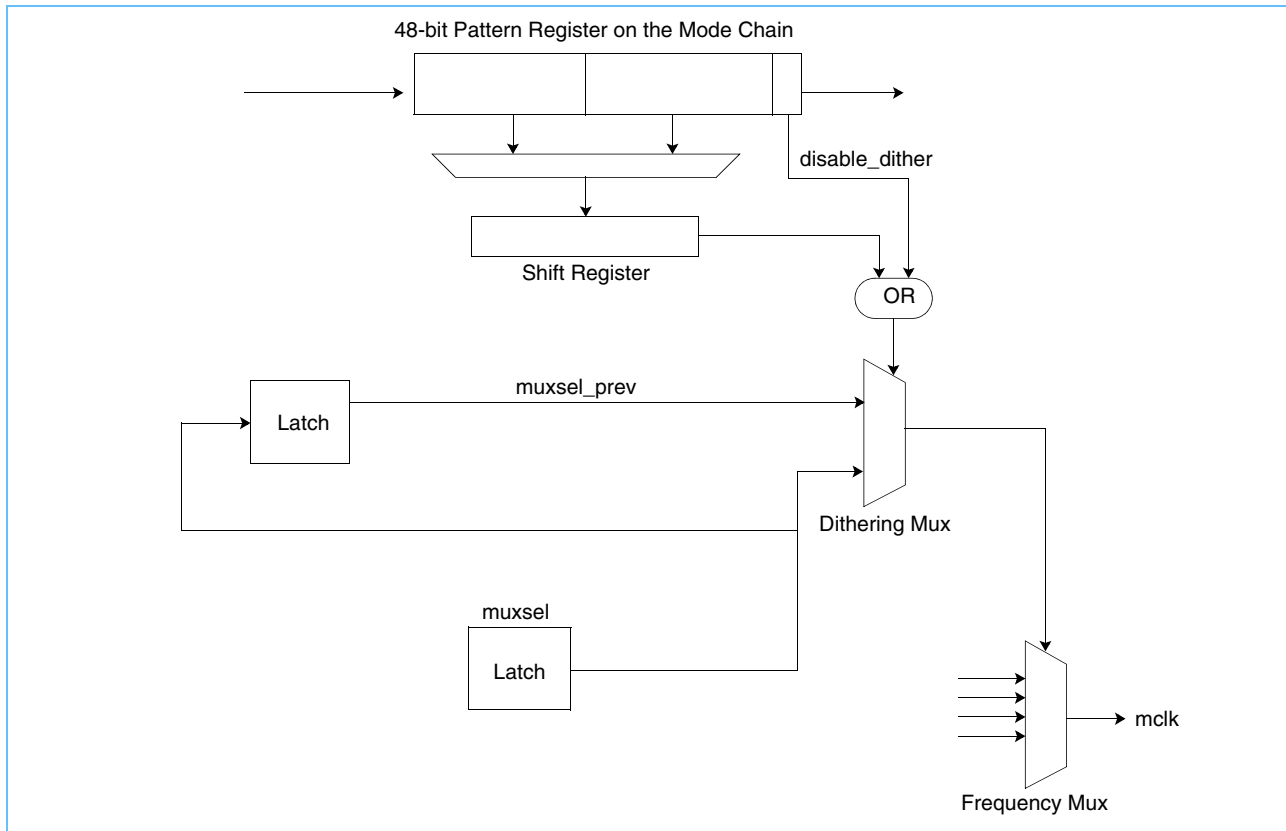 48-bit Pattern Register on the Mode Chain
disable_dither
Shift Register
OR
muxsel_prev
Latch
Dithering Mux
muxsel
Latch
mclk
Frequency Mux